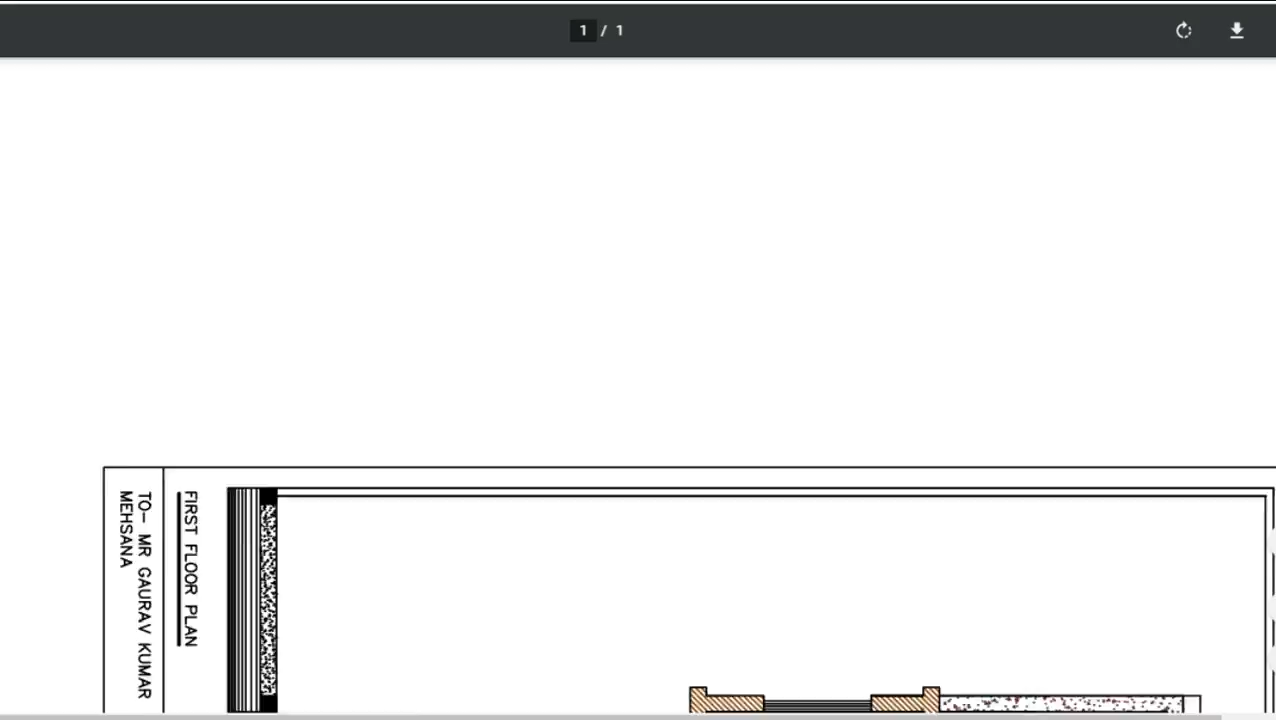 1 / 1
FIRST FLOOR PLAN
TO— MR GAURAV KUMAR
MEHSANA